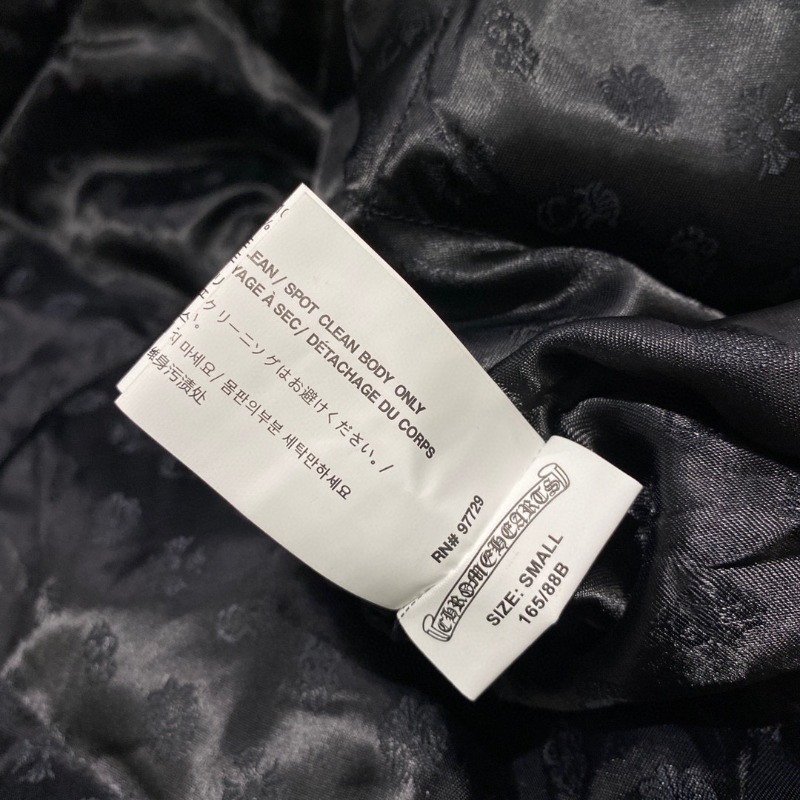 %
LEAN/ SPOT CLEAN BODY ONLY
YAGE À SEC/ DÉTACHAGE DU CORPS
クリーニングはお避けください。/
い。
지 마세요/ 몸판의부분 세탁만하세요
身污渍处
RN# 97729
CHROME HEARTS
SIZE: SMALL
165/88B